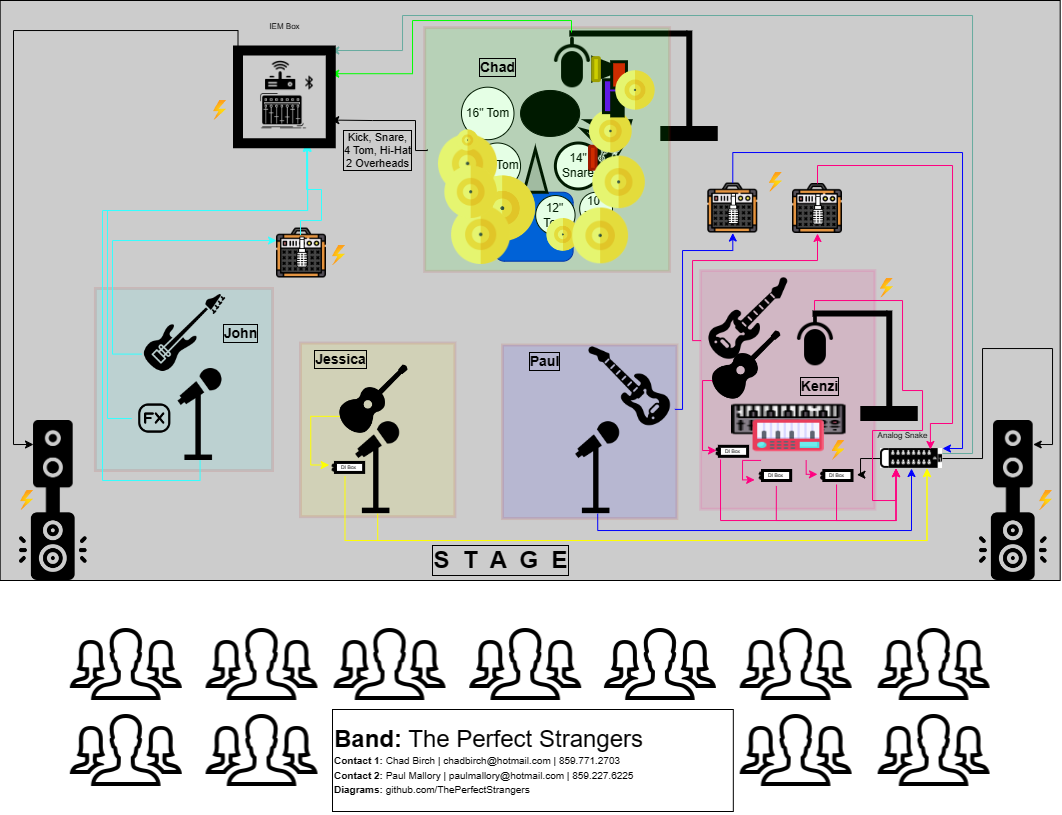 IEM Box
Chad
16" Tom
Kick, Snare,
4 Tom, Hi-Hat
2 Overheads
Tom
14"
Snare
12"
10
John
FX
Jessica
DI Box
Paul
Kenzi
Analog Snake
DI Box
DI Box
DI Box
S T A G E
Band: The Perfect Strangers
Contact 1: Chad Birch | chadbirch@hotmail.com | 859.771.2703
Contact 2: Paul Mallory | paulmallory@hotmail.com | 859.227.6225
Diagrams: github.com/ThePerfectStrangers